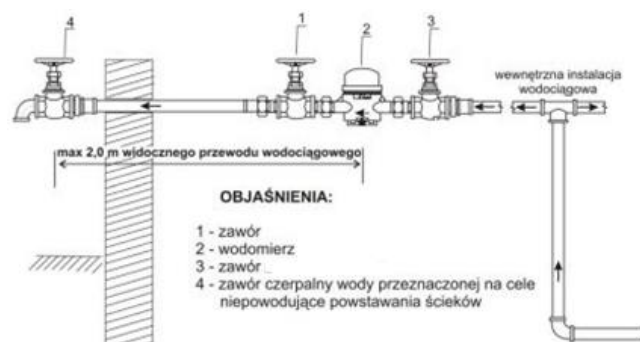 4
1
2
3
wewnętrzna instalacja
wodociągowa
max 2,0 m widocznego przewodu wodociągowego
OBJAŚNIENIA:
1 - zawór
2 - wodomierz
3 - zawór
4 - zawór czerpalny wody przeznaczonej na cele
niepowodujące powstawania ścieków